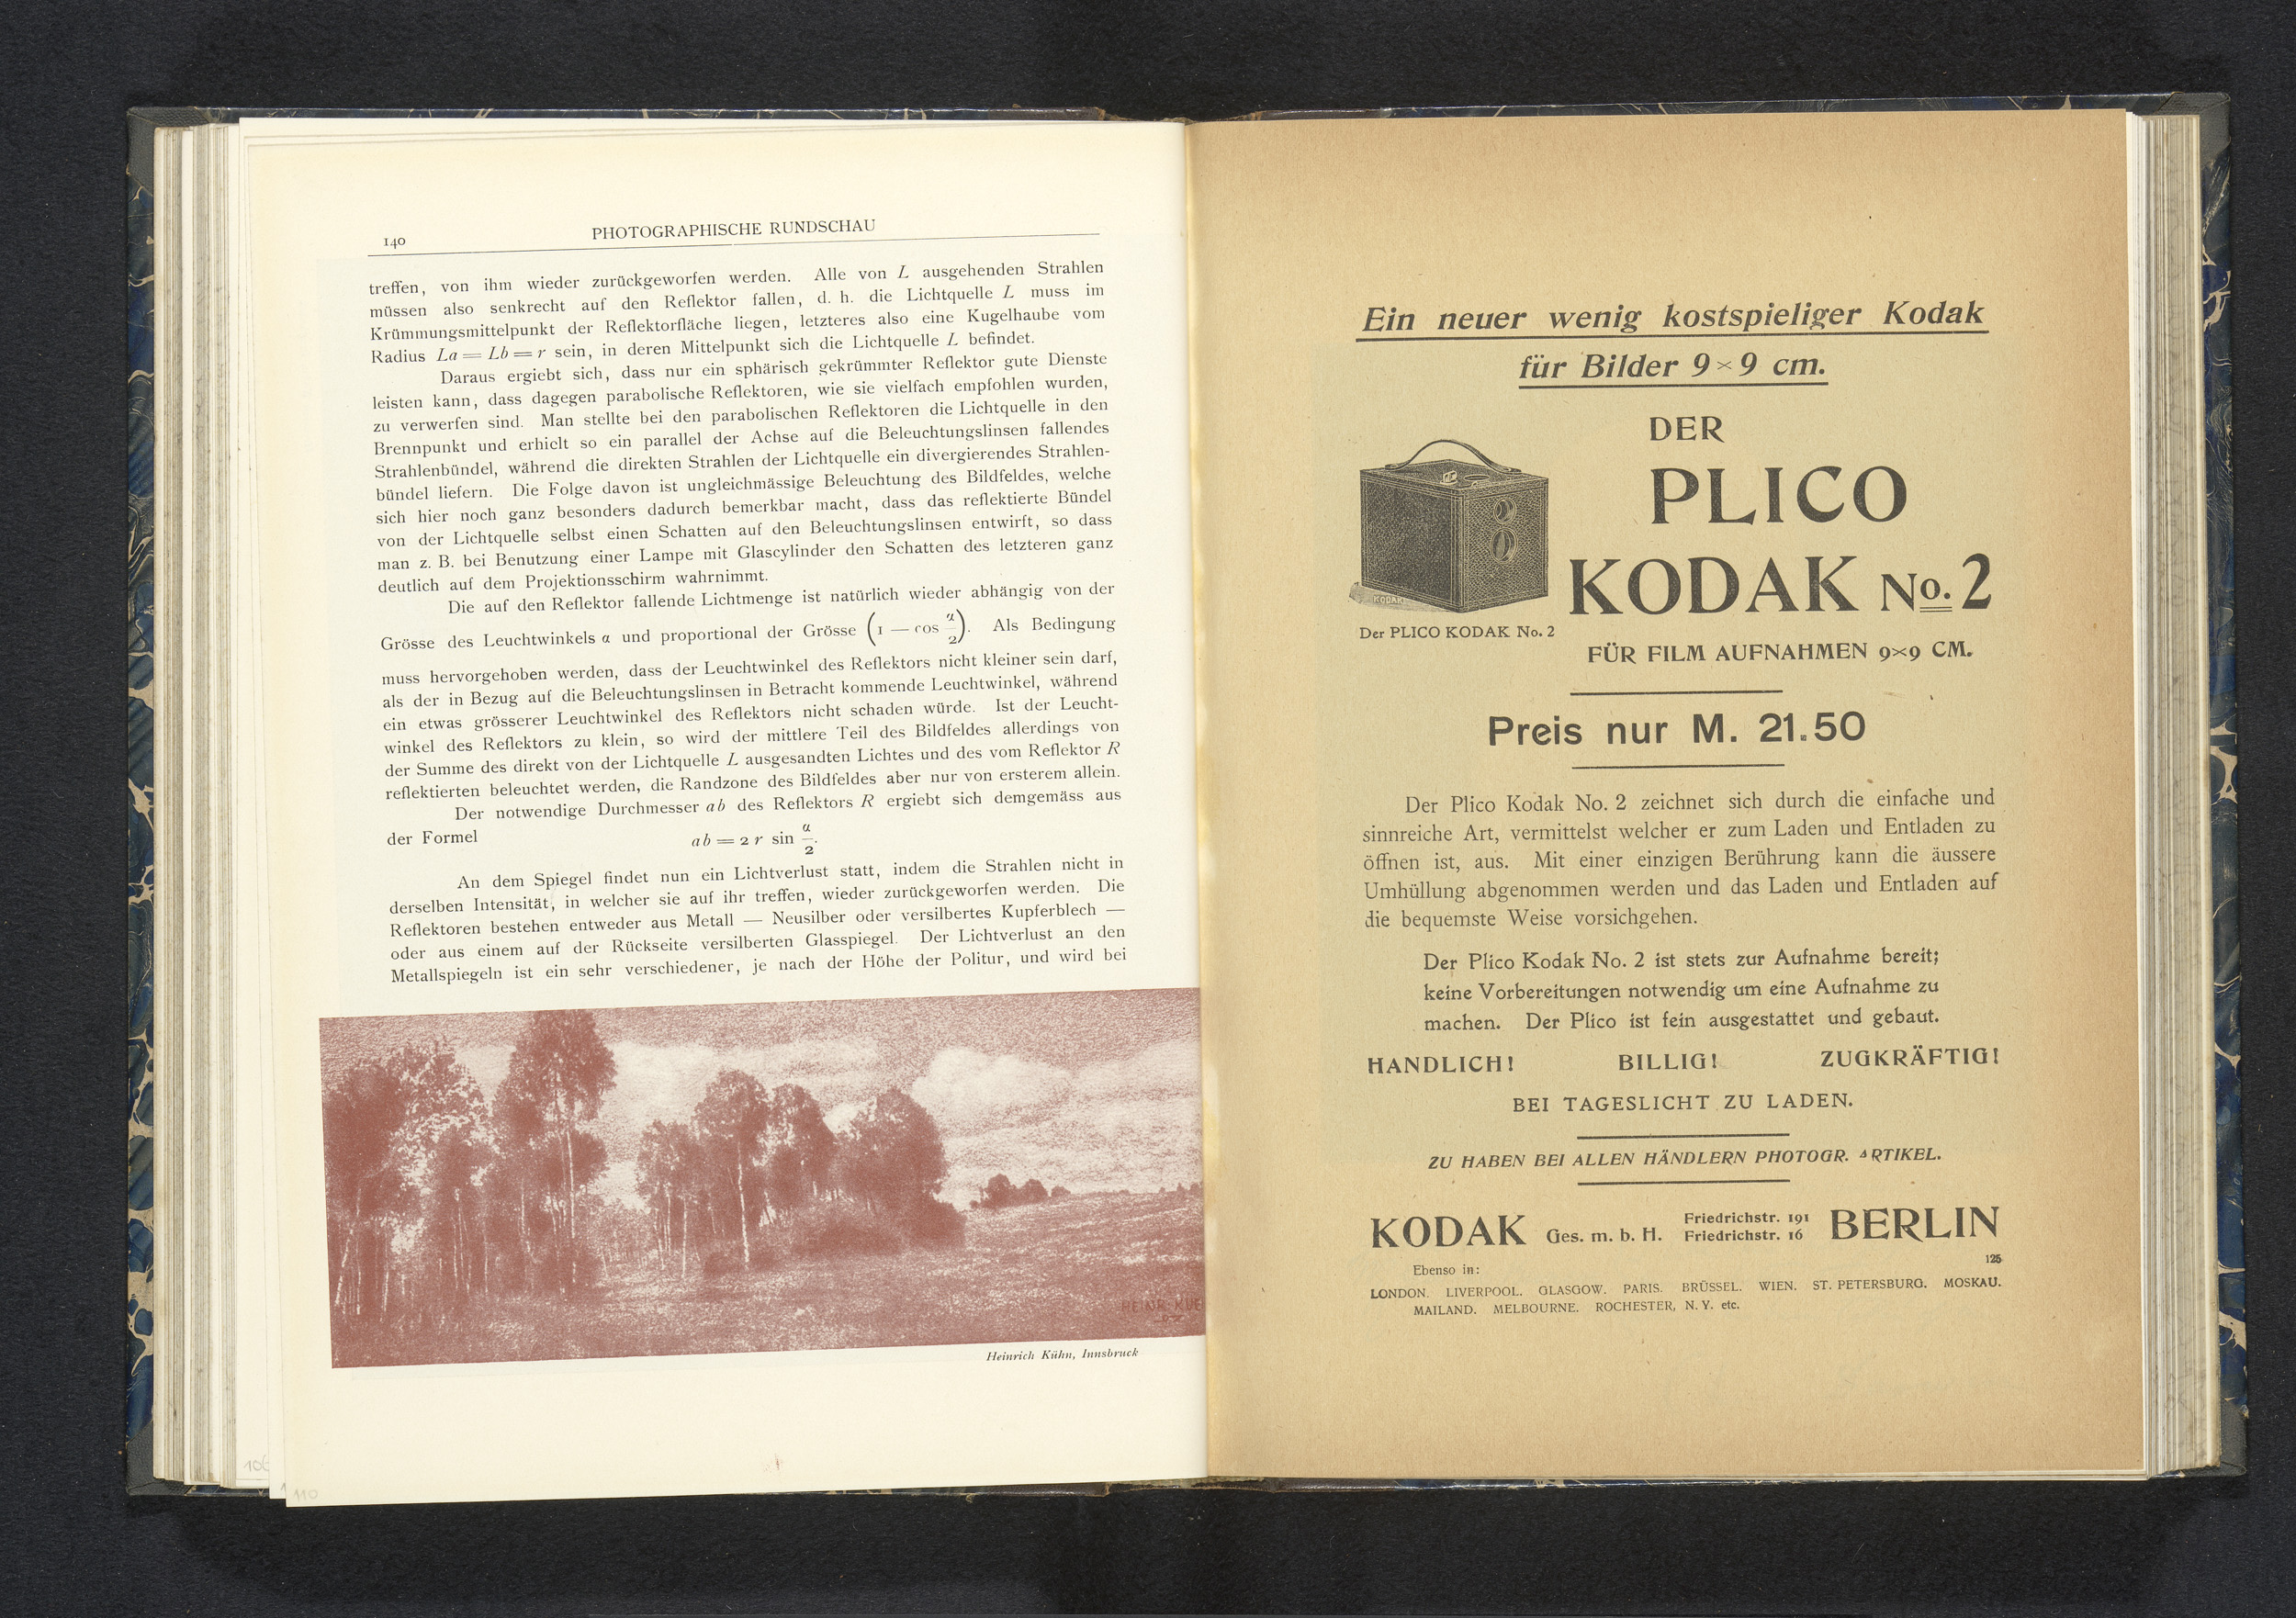 140
PHOTOGRAPHISCHE RUNDSCHAU
treffen, von ihm wieder zurückgeworfen werden. Alle von L ausgehenden Strahlen
müssen also senkrecht auf den Reflektor fallen, d. h. die Lichtquelle L muss im
Krümmungsmittelpunkt der Reflektorfläche liegen, letzteres also eine Kugelhaube vom
Radius La = Lb = r sein, in deren Mittelpunkt sich die Lichtquelle L befindet.
Daraus ergiebt sich, dass nur ein sphärisch gekrümmter Reflektor gute Dienste
leisten kann, dass dagegen parabolische Reflektoren, wie sie vielfach empfohlen wurden,
zu verwerfen sind. Man stellte bei den parabolischen Reflektoren die Lichtquelle in den
Brennpunkt und erhielt so ein parallel der Achse auf die Beleuchtungslinsen fallendes
Strahlenbündel, während die direkten Strahlen der Lichtquelle ein divergierendes Strahlen-
bündel liefern. Die Folge davon ist ungleichmässige Beleuchtung des Bildfeldes, welche
sich hier noch ganz besonders dadurch bemerkbar macht, dass das reflektierte Bündel
von der Lichtquelle selbst einen Schatten auf den Beleuchtungslinsen entwirft, so dass
man z. B. bei Benutzung einer Lampe mit Glascylinder den Schatten des letzteren ganz
deutlich auf dem Projektionsschirm wahrnimmt.
Die auf den Reflektor fallende Lichtmenge ist natürlich wieder abhängig von der
Grösse des Leuchtwinkels α und proportional der Grösse (1 — cos α/2). Als Bedingung
muss hervorgehoben werden, dass der Leuchtwinkel des Reflektors nicht kleiner sein darf,
als der in Bezug auf die Beleuchtungslinsen in Betracht kommende Leuchtwinkel, während
ein etwas grösserer Leuchtwinkel des Reflektors nicht schaden würde. Ist der Leucht-
winkel des Reflektors zu klein, so wird der mittlere Teil des Bildfeldes allerdings von
der Summe des direkt von der Lichtquelle L ausgesandten Lichtes und des vom Reflektor R
reflektierten beleuchtet werden, die Randzone des Bildfeldes aber nur von ersterem allein.
Der notwendige Durchmesser ab des Reflektors R ergiebt sich demgemäss aus
der Formel ab = 2 r sin α/2.
An dem Spiegel findet nun ein Lichtverlust statt, indem die Strahlen nicht in
derselben Intensität, in welcher sie auf ihr treffen, wieder zurückgeworfen werden. Die
Reflektoren bestehen entweder aus Metall — Neusilber oder versilbertes Kupferblech —
oder aus einem auf der Rückseite versilberten Glasspiegel. Der Lichtverlust an den
Metallspiegeln ist ein sehr verschiedener, je nach der Höhe der Politur, und wird bei
HEINR. KUE
Heinrich Kühn, Innsbruck
106
110
Ein neuer wenig kostspieliger Kodak
für Bilder 9×9 cm.
DER
PLICO
KODAK No. 2
KODAK
Der PLICO KODAK No. 2
FÜR FILM AUFNAHMEN 9×9 CM.
Preis nur M. 21.50
Der Plico Kodak No. 2 zeichnet sich durch die einfache und
sinnreiche Art, vermittelst welcher er zum Laden und Entladen zu
öffnen ist, aus. Mit einer einzigen Berührung kann die äussere
Umhüllung abgenommen werden und das Laden und Entladen auf
die bequemste Weise vorsichgehen.
Der Plico Kodak No. 2 ist stets zur Aufnahme bereit;
keine Vorbereitungen notwendig um eine Aufnahme zu
machen. Der Plico ist fein ausgestattet und gebaut.
HANDLICH! BILLIG! ZUGKRÄFTIG!
BEI TAGESLICHT ZU LADEN.
ZU HABEN BEI ALLEN HÄNDLERN PHOTOGR. ARTIKEL.
KODAK Ges. m. b. H. Friedrichstr. 191 BERLIN
Friedrichstr. 16
125
Ebenso in:
LONDON. LIVERPOOL. GLASGOW. PARIS. BRÜSSEL. WIEN. ST. PETERSBURG. MOSKAU.
MAILAND. MELBOURNE. ROCHESTER, N. Y. etc.